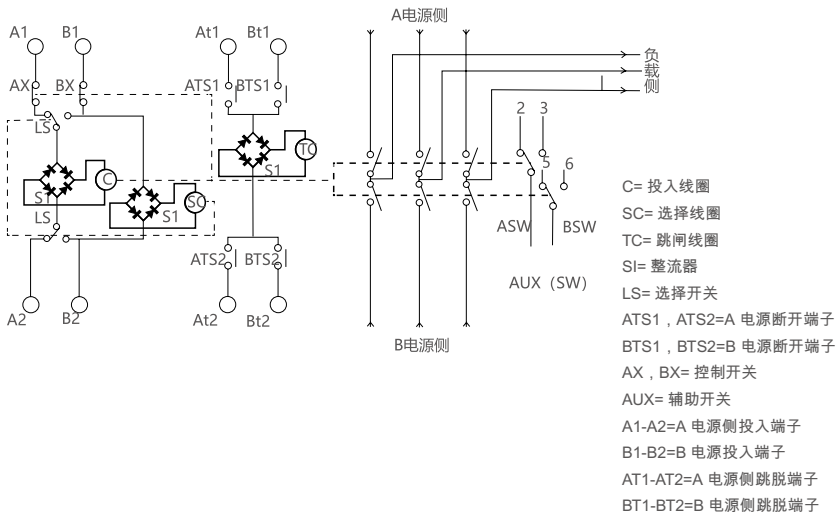 A电源侧
A1
B1
At1
Bt1
负
载
侧
AX
BX
ATS1
BTS1
2
3
LS
TC
S1
5
6
C
S1
SC
S1
LS
ASW
BSW
ATS2
BTS2
AUX（SW）
A2
B2
At2
Bt2
B电源侧
C= 投入线圈
SC= 选择线圈
TC= 跳闸线圈
SI= 整流器
LS= 选择开关
ATS1，ATS2=A 电源断开端子
BTS1，BTS2=B 电源断开端子
AX，BX= 控制开关
AUX= 辅助开关
A1-A2=A 电源侧投入端子
B1-B2=B 电源投入端子
AT1-AT2=A 电源侧跳脱端子
BT1-BT2=B 电源侧跳脱端子